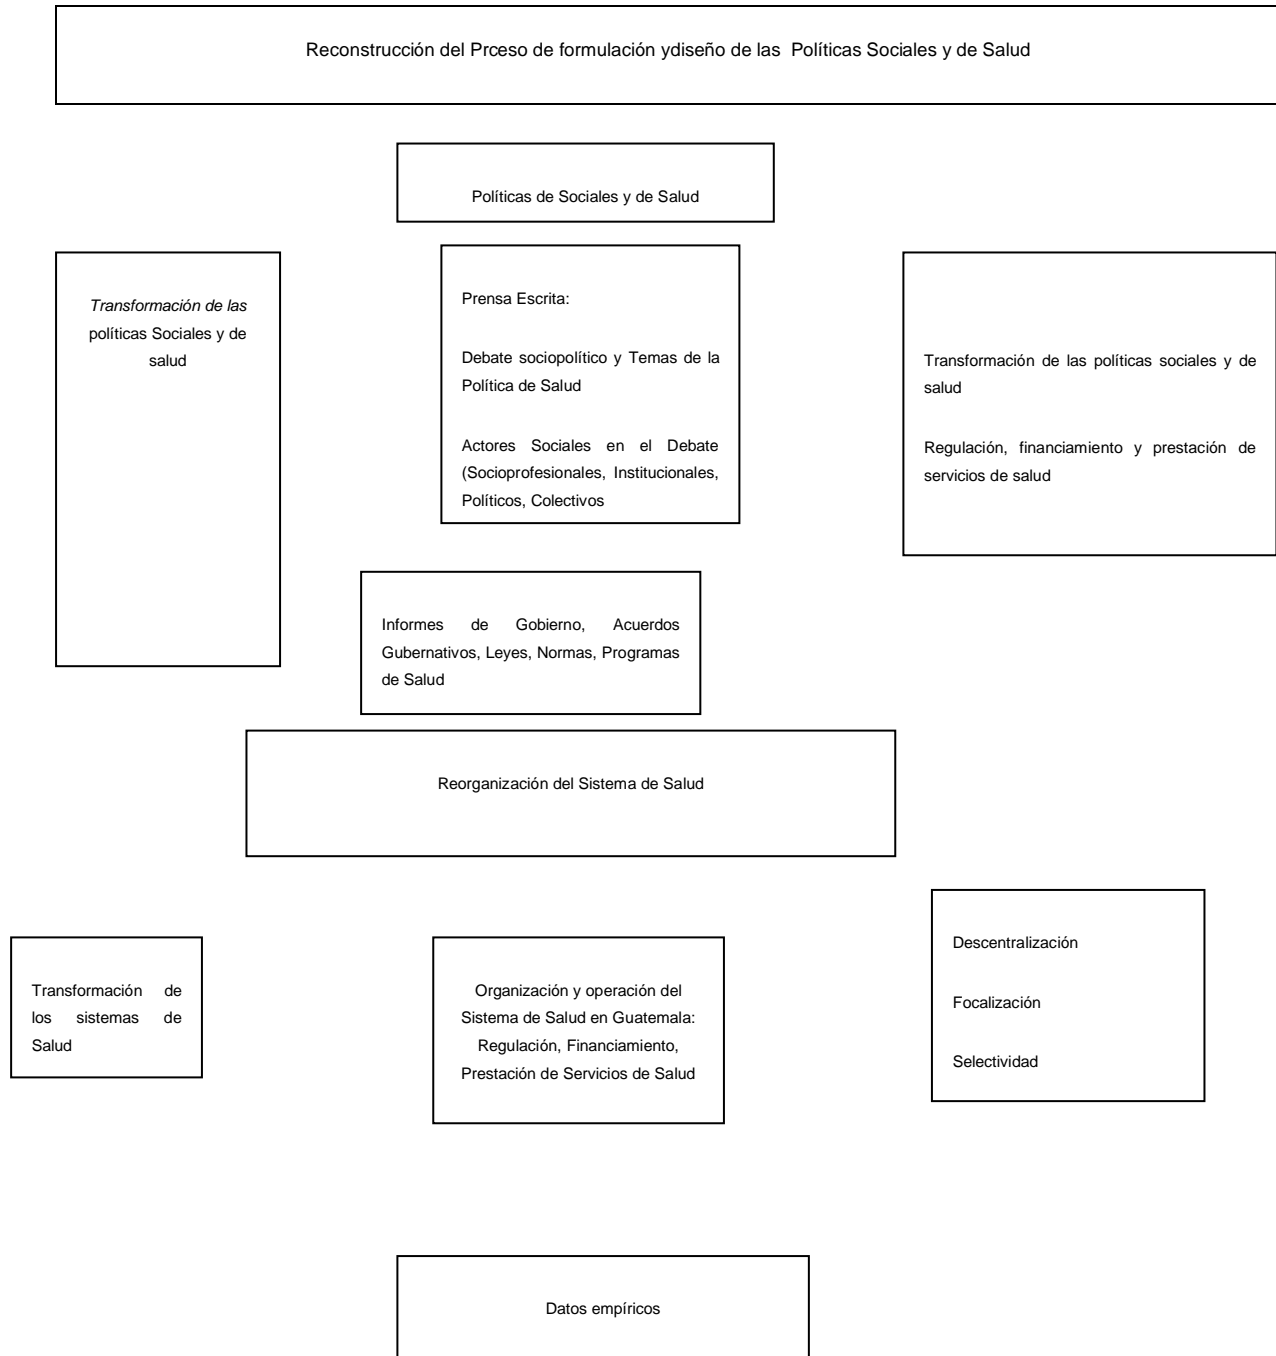 Reconstrucción del Prceso de formulación ydiseño de las Políticas Sociales y de Salud
Políticas de Sociales y de Salud
Transformación de las
políticas Sociales y de
salud
Prensa Escrita:
Debate sociopolítico y Temas de la
Política de Salud
Actores Sociales en el Debate
(Socioprofesionales, Institucionales,
Políticos, Colectivos
Transformación de las políticas sociales y de
salud
Regulación, financiamiento y prestación de
servicios de salud
Informes de Gobierno, Acuerdos
Gubernativos, Leyes, Normas, Programas
de Salud
Reorganización del Sistema de Salud
Transformación de
los sistemas de
Salud
Organización y operación del
Sistema de Salud en Guatemala:
Regulación, Financiamiento,
Prestación de Servicios de Salud
Descentralización
Focalización
Selectividad
Datos empíricos